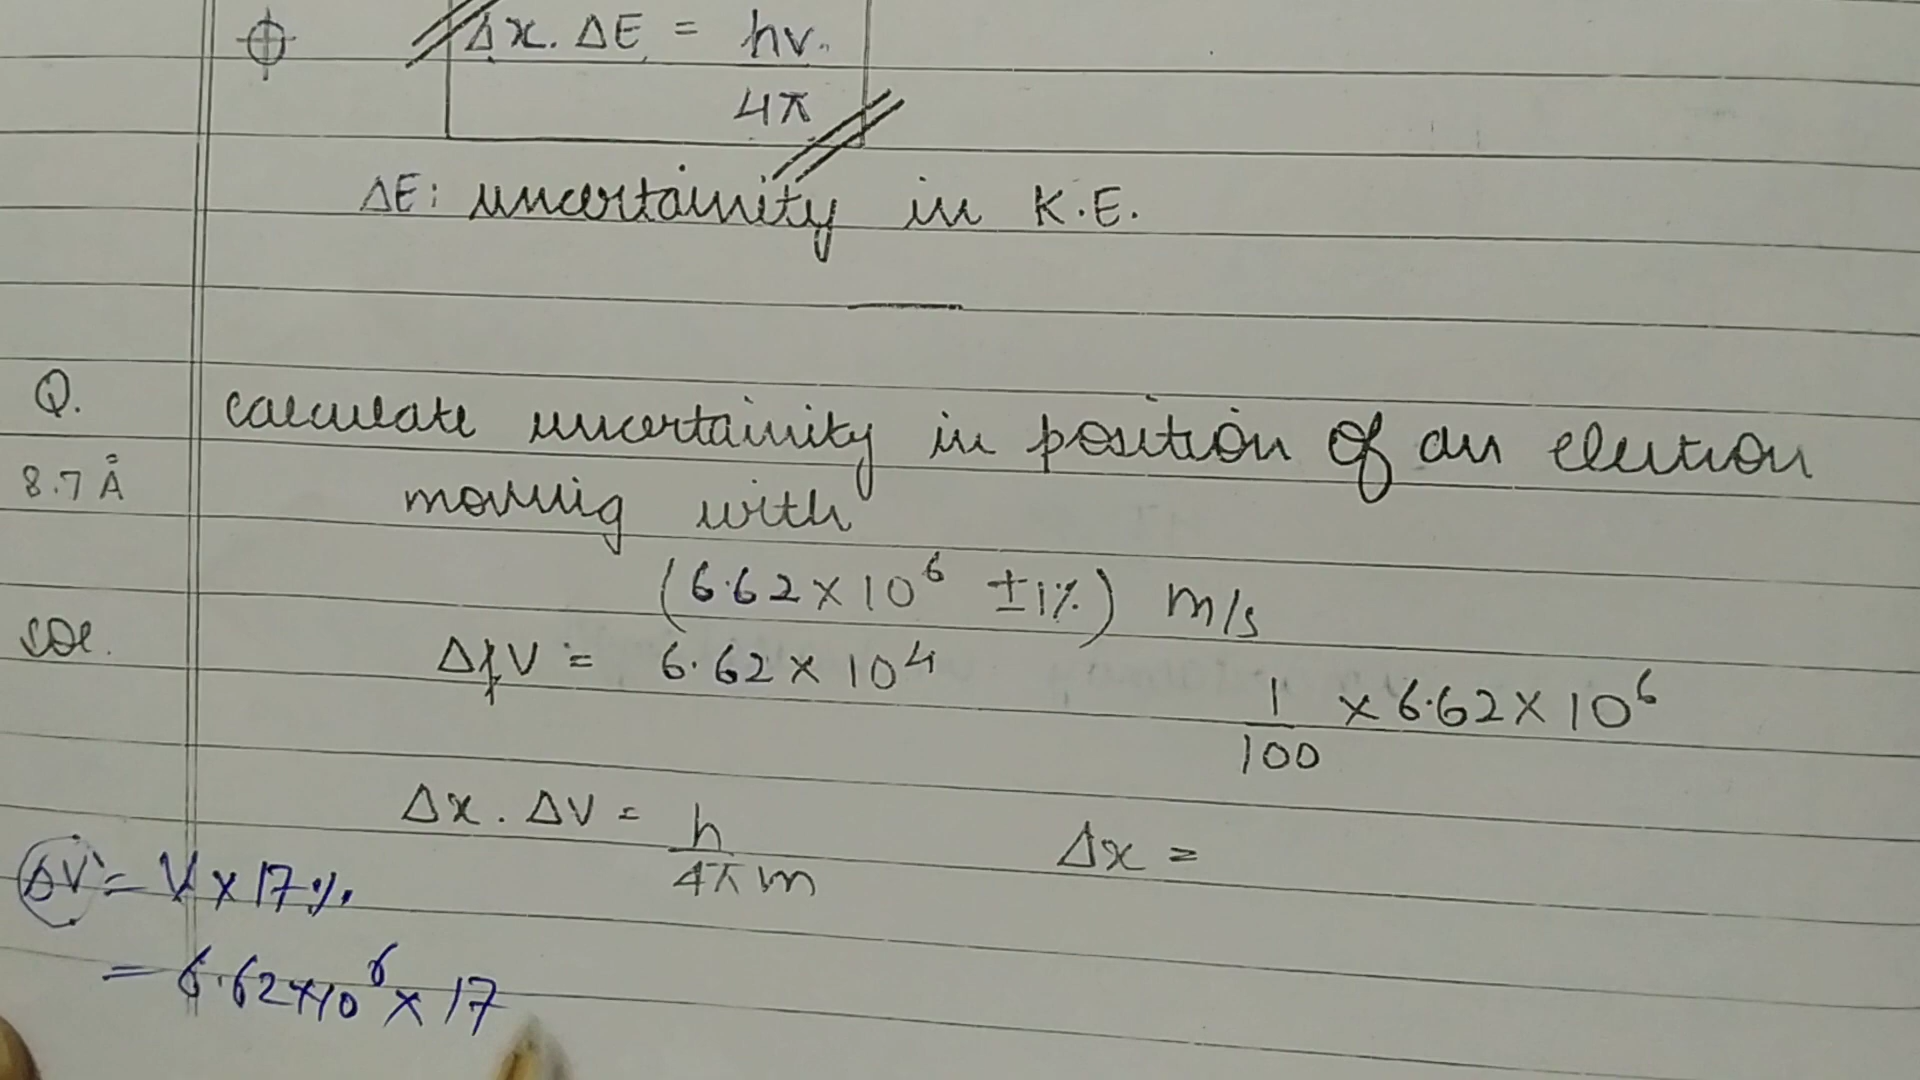 Δx. ΔE = hv
4π
ΔE: uncertainity in K.E.
Q. calculate uncertainity in position of an electron
8.7 Å moving with
(6.62 × 10⁶ ±1%) m/s
sol. ΔV = 6.62 × 10⁴
1/100 × 6.62 × 10⁶
Δx . ΔV = h/4πm Δx =
ΔV = V × 17%
= 6.62×10⁶ × 17